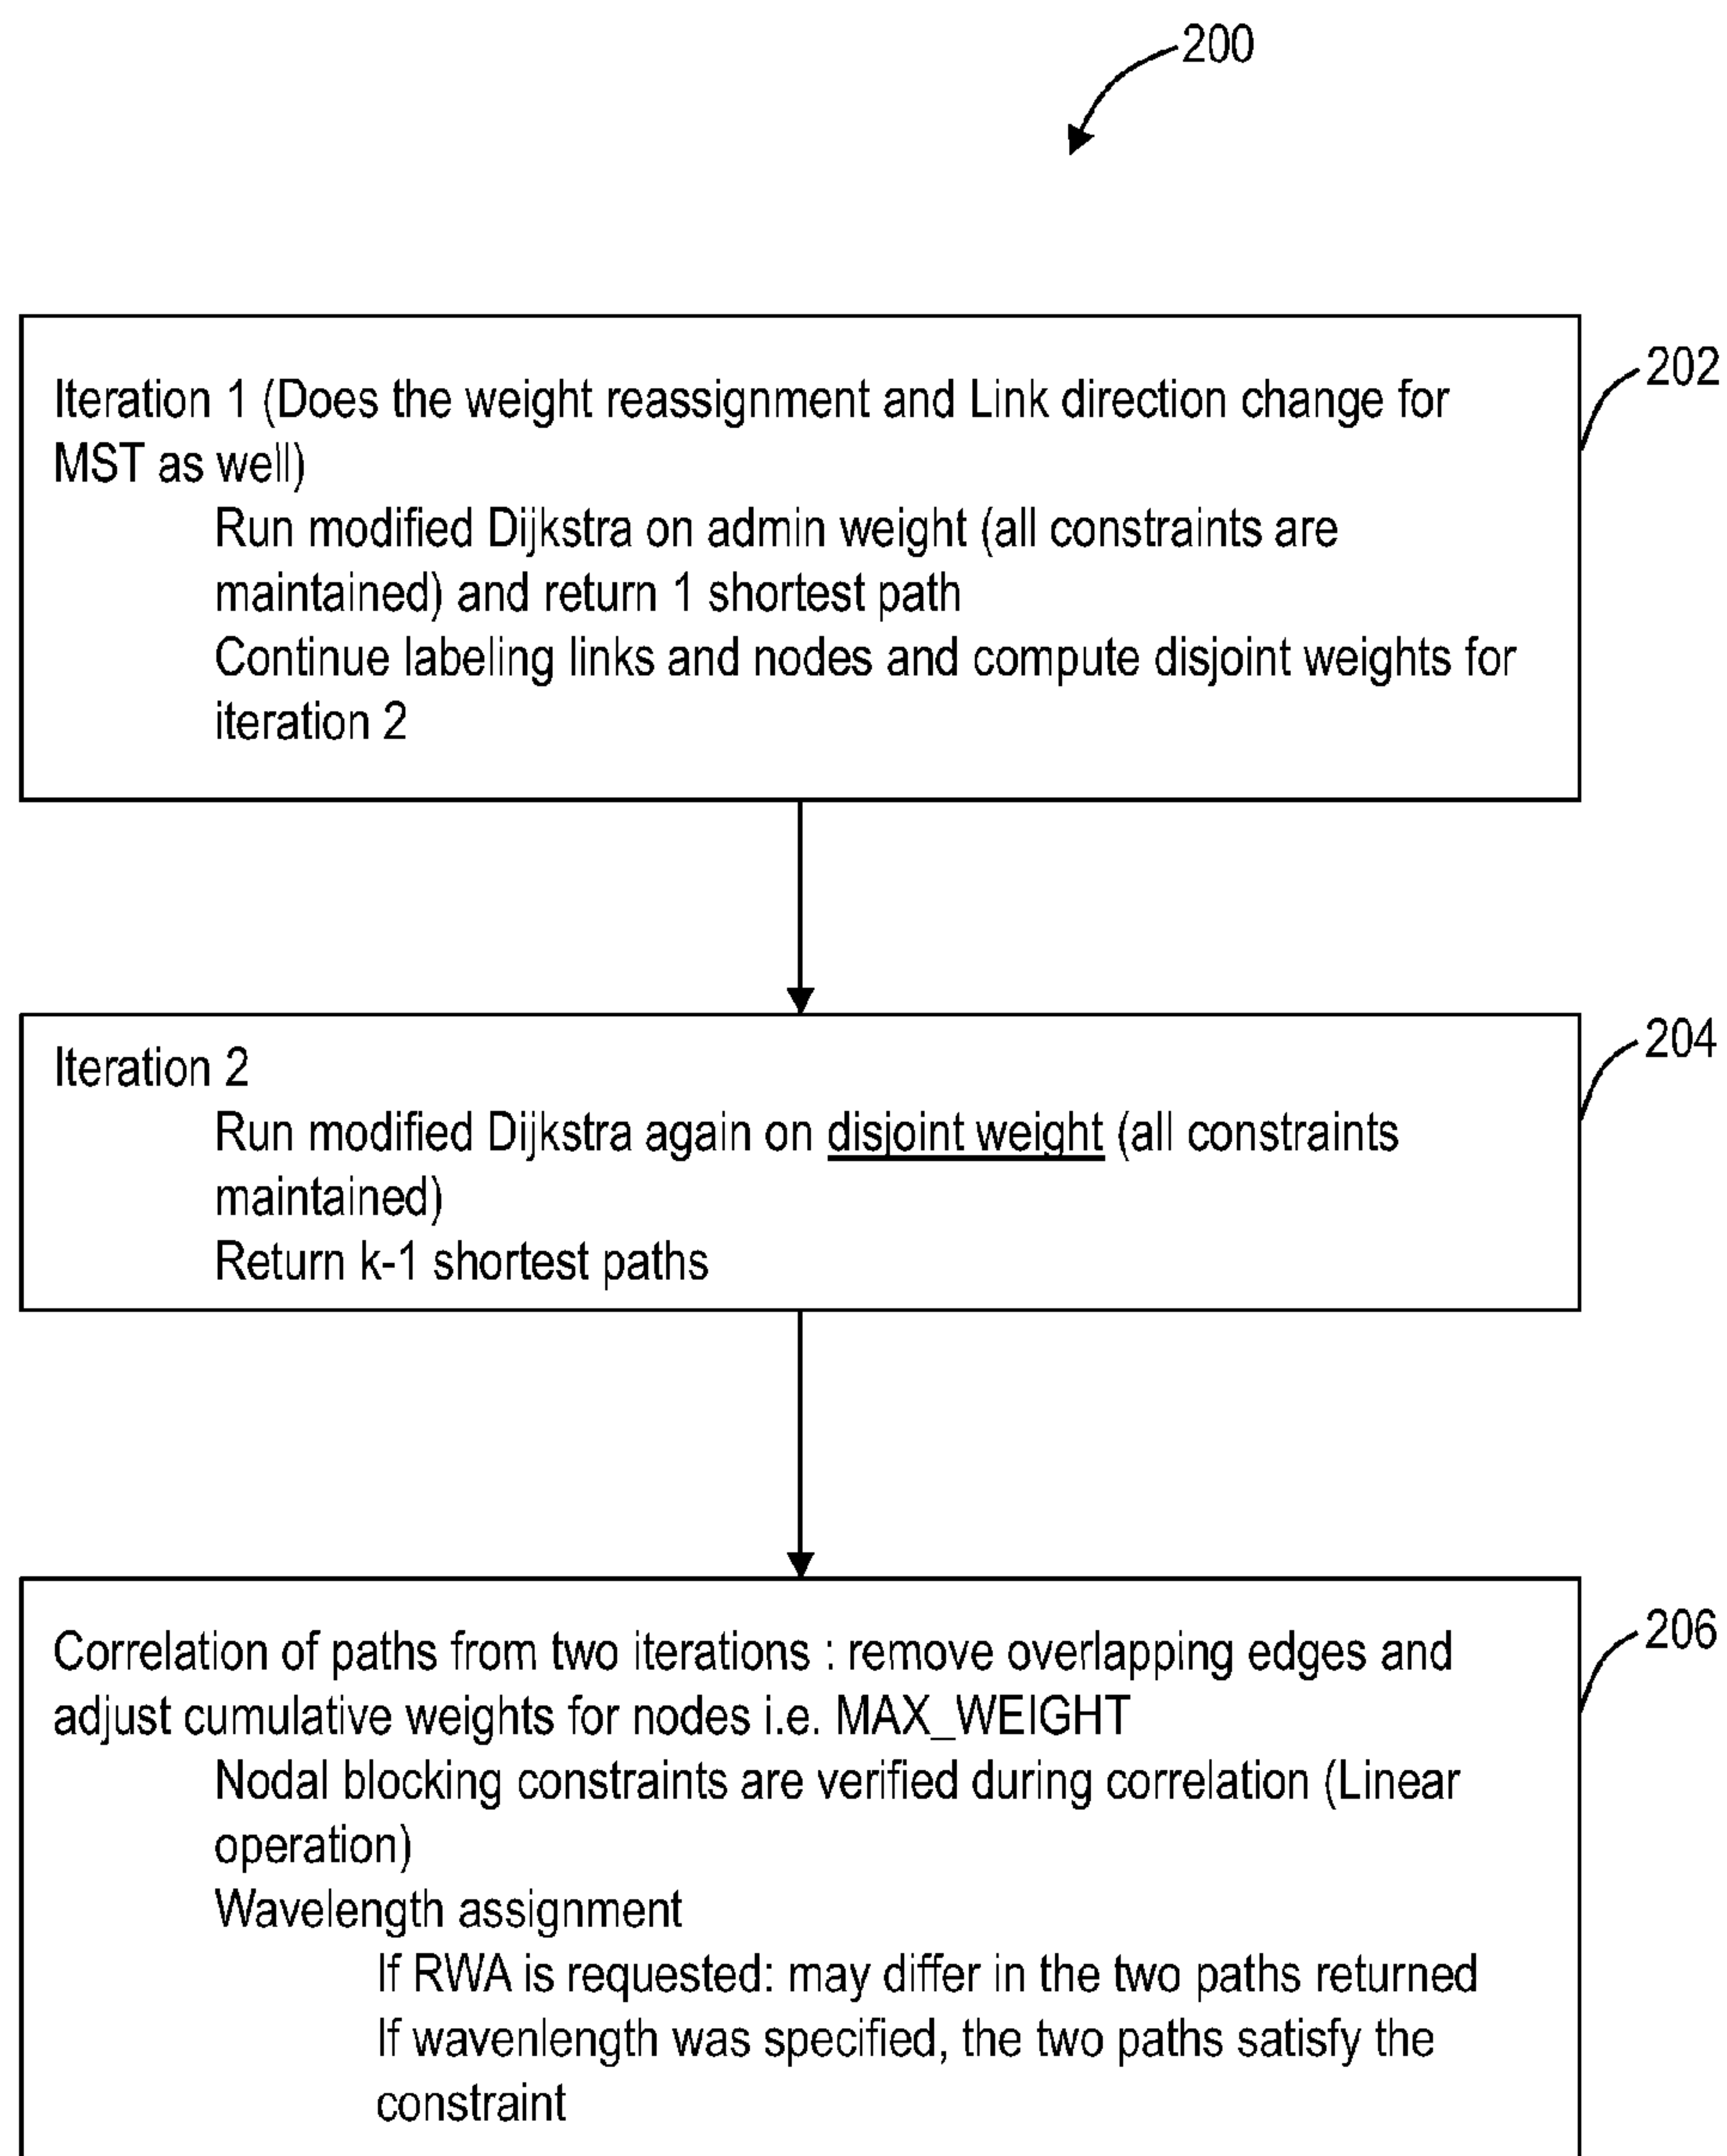 200
202
Iteration 1 (Does the weight reassignment and Link direction change for
MST as well)
Run modified Dijkstra on admin weight (all constraints are
maintained) and return 1 shortest path
Continue labeling links and nodes and compute disjoint weights for
iteration 2
204
Iteration 2
Run modified Dijkstra again on disjoint weight (all constraints
maintained)
Return k-1 shortest paths
206
Correlation of paths from two iterations : remove overlapping edges and
adjust cumulative weights for nodes i.e. MAX_WEIGHT
Nodal blocking constraints are verified during correlation (Linear
operation)
Wavelength assignment
If RWA is requested: may differ in the two paths returned
If wavenlength was specified, the two paths satisfy the
constraint